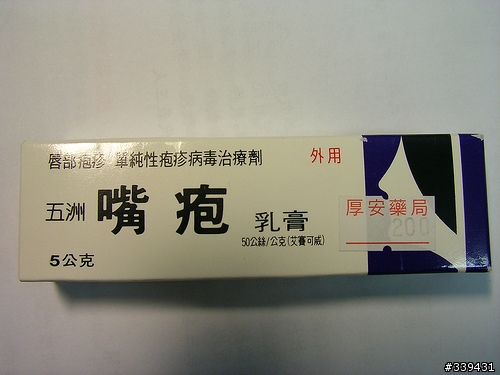 唇部疱疹 單純性疱疹病毒治療劑
外用
五洲 嘴疱 乳膏
50公絲/公克(艾賽可威)
5公克
厚安藥局
200
#339431